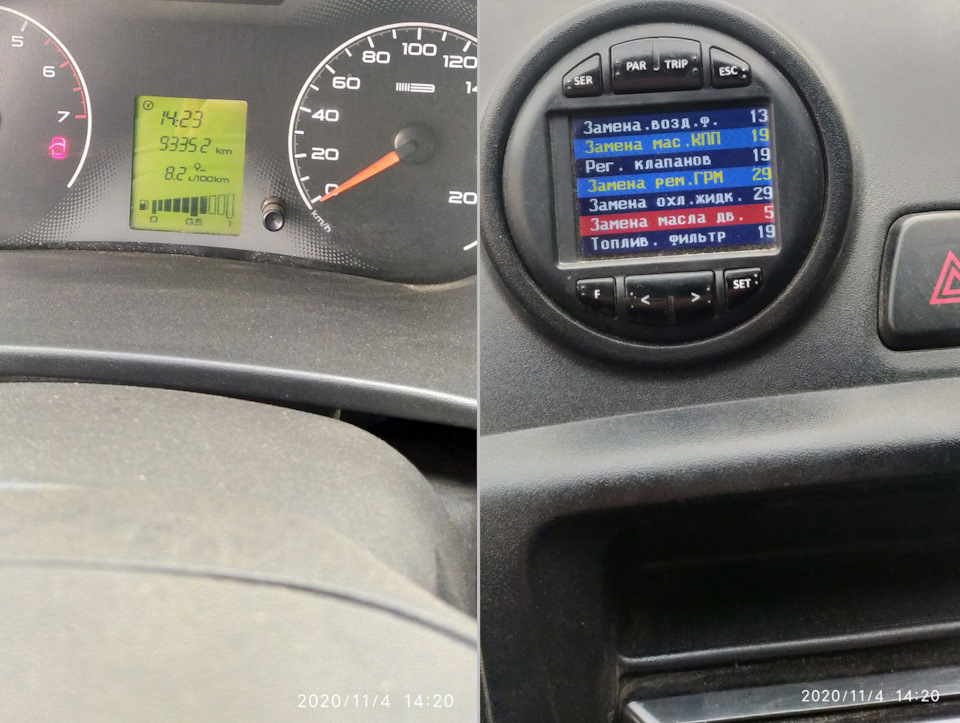 5
6
7
14:23
93352 km
8.2 L/100km
0 0.5 1
0
20
40
60
80
100
120
14
20
km/h
2020/11/4 14:20
SER
PAR TRIP
ESC
Замена.возд.ф. 13
Замена мас.КПП 19
Рег. клапанов 19
Замена рем.ГРМ 29
Замена охл.жидк. 29
Замена масла дв. 5
Топлив. фильтр 19
F
< >
SET
2020/11/4 14:20